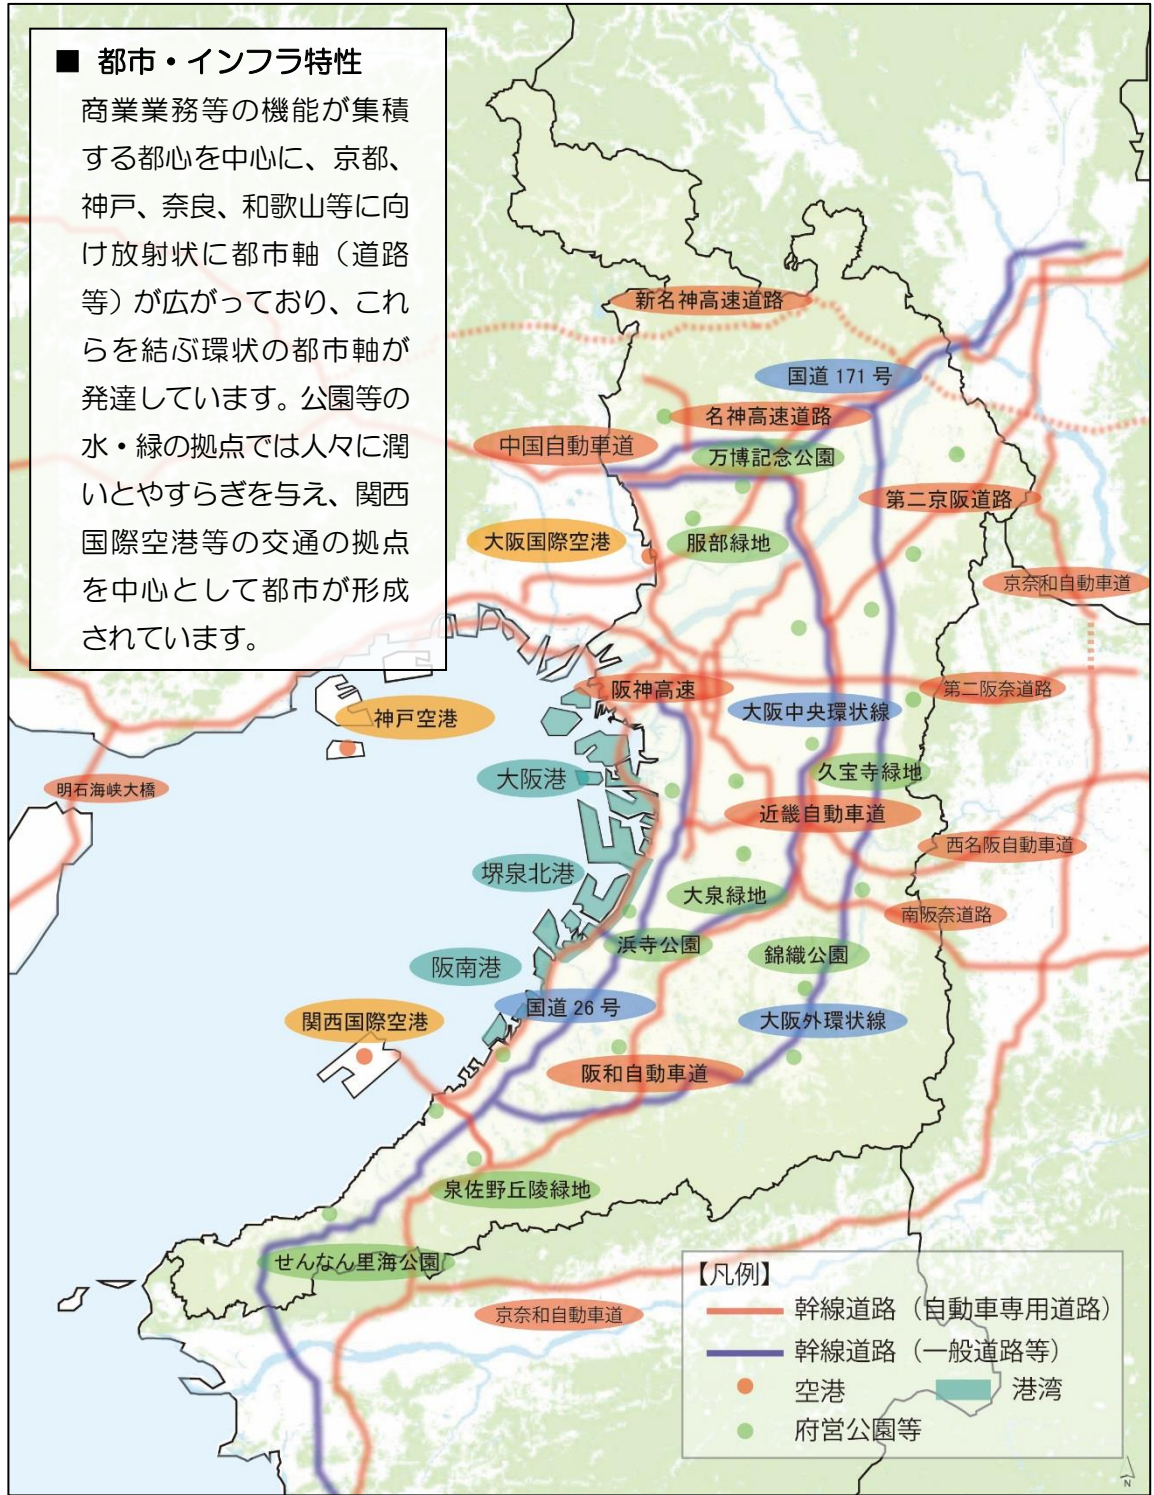 ■ 都市・インフラ特性
商業業務等の機能が集積
する都心を中心に、京都、
神戸、奈良、和歌山等に向
け放射状に都市軸（道路
等）が広がっており、これ
らを結ぶ環状の都市軸が
発達しています。公園等の
水・緑の拠点では人々に潤
いとやすらぎを与え、関西
国際空港等の交通の拠点
を中心として都市が形成
されています。
新名神高速道路
国道 171 号
名神高速道路
中国自動車道
万博記念公園
第二京阪道路
大阪国際空港
服部緑地
京奈和自動車道
阪神高速
第二阪奈道路
神戸空港
大阪中央環状線
大阪港
久宝寺緑地
明石海峡大橋
近畿自動車道
西名阪自動車道
堺泉北港
大泉緑地
南阪奈道路
浜寺公園
錦織公園
阪南港
国道 26 号
関西国際空港
大阪外環状線
阪和自動車道
泉佐野丘陵緑地
せんなん里海公園
京奈和自動車道
【凡例】
幹線道路（自動車専用道路）
幹線道路（一般道路等）
空港
港湾
府営公園等
N